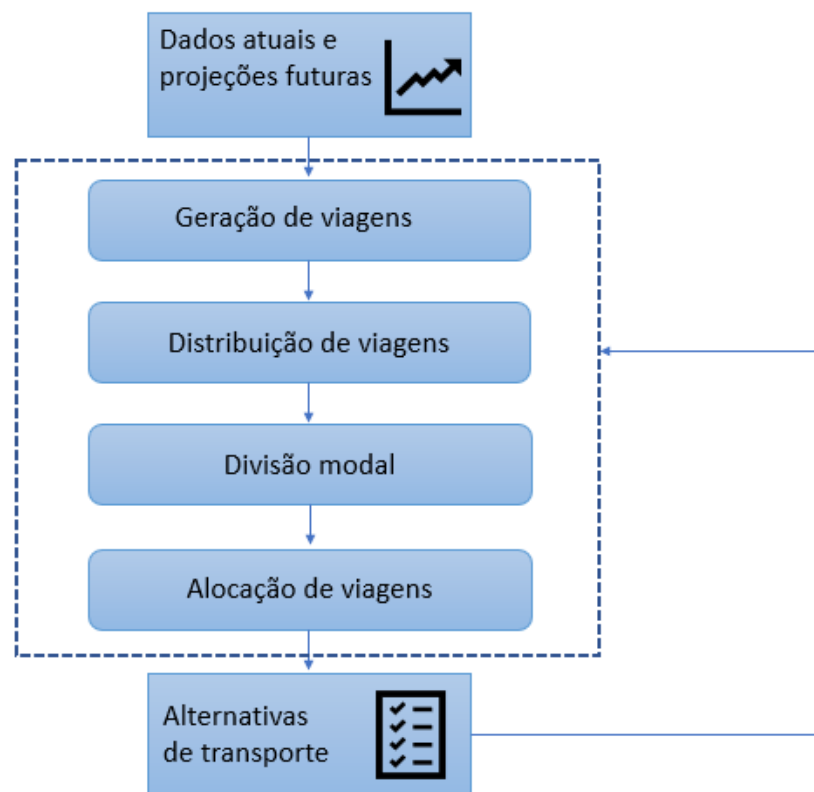 Dados atuais e
projeções futuras
Geração de viagens
Distribuição de viagens
Divisão modal
Alocação de viagens
Alternativas
de transporte